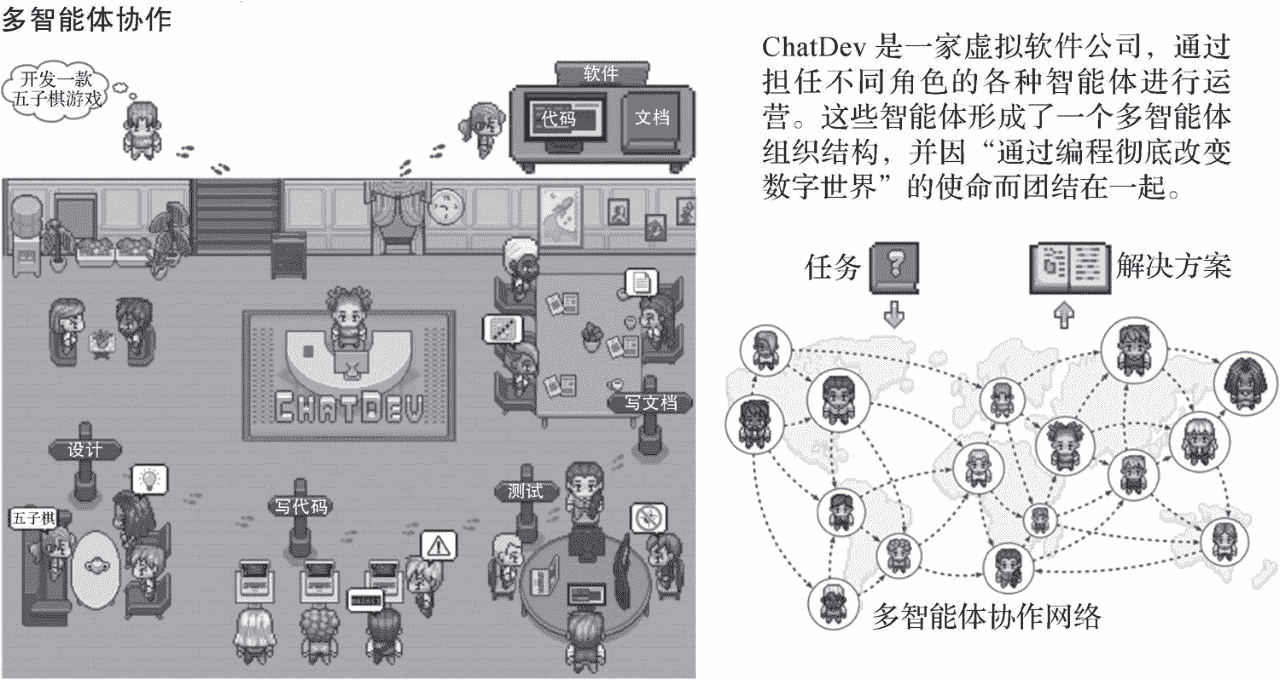 多智能体协作
开发一款
五子棋游戏
软件
代码
文档
CHATDEV
写文档
设计
五子棋
写代码
测试
ChatDev 是一家虚拟软件公司，通过
担任不同角色的各种智能体进行运
营。这些智能体形成了一个多智能体
组织结构，并因“通过编程彻底改变
数字世界”的使命而团结在一起。
任务
?
解决方案
多智能体协作网络